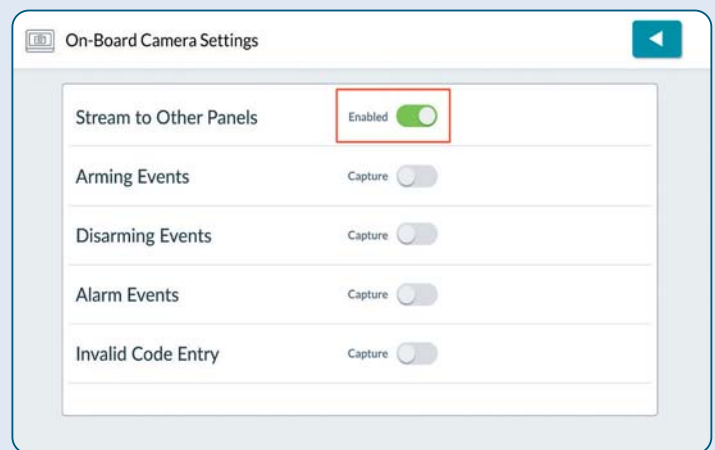 On-Board Camera Settings
Stream to Other Panels Enabled
Arming Events Capture
Disarming Events Capture
Alarm Events Capture
Invalid Code Entry Capture